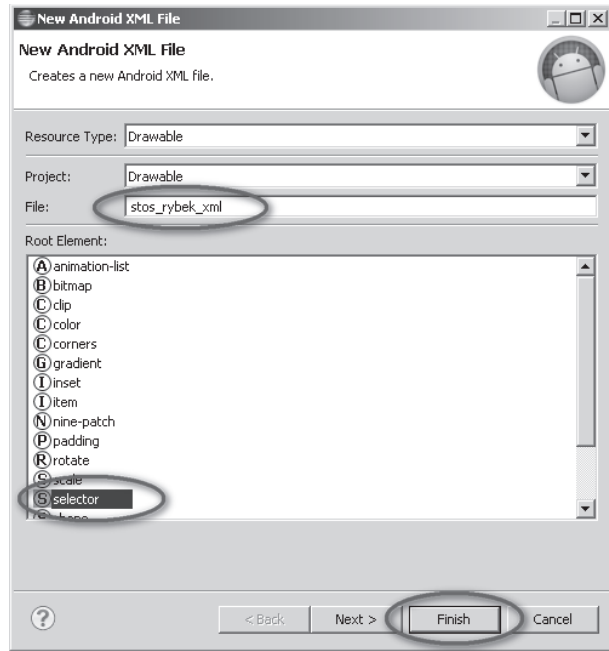 New Android XML File
New Android XML File
Creates a new Android XML file.
Resource Type: Drawable
Project: Drawable
File: stos_rybek_xml
Root Element:
A animation-list
B bitmap
C clip
C color
C corners
G gradient
I inset
I item
N nine-patch
P padding
R rotate
S scale
S selector
S shape
? < Back Next > Finish Cancel